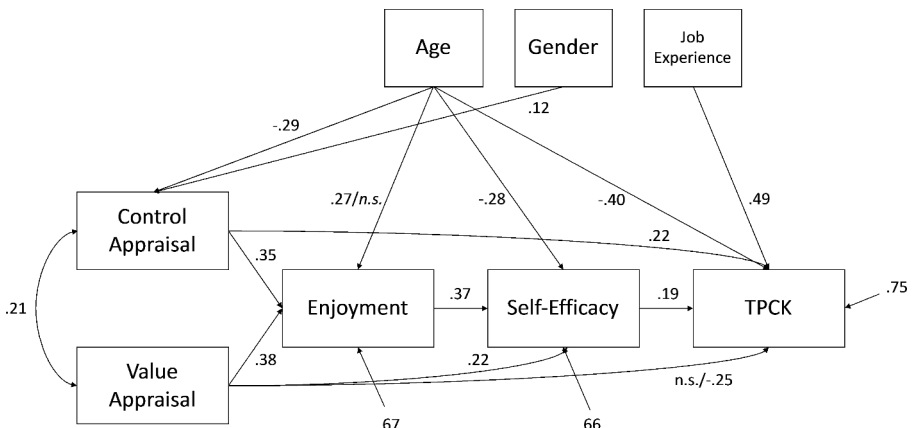 Age
Gender
Job
Experience
-.29
.12
.27/n.s.
-.28
-.40
.49
Control
Appraisal
.22
.35
.21
Enjoyment
.37
Self-Efficacy
.19
TPCK
.75
.38
.22
n.s./-.25
Value
Appraisal
67
66